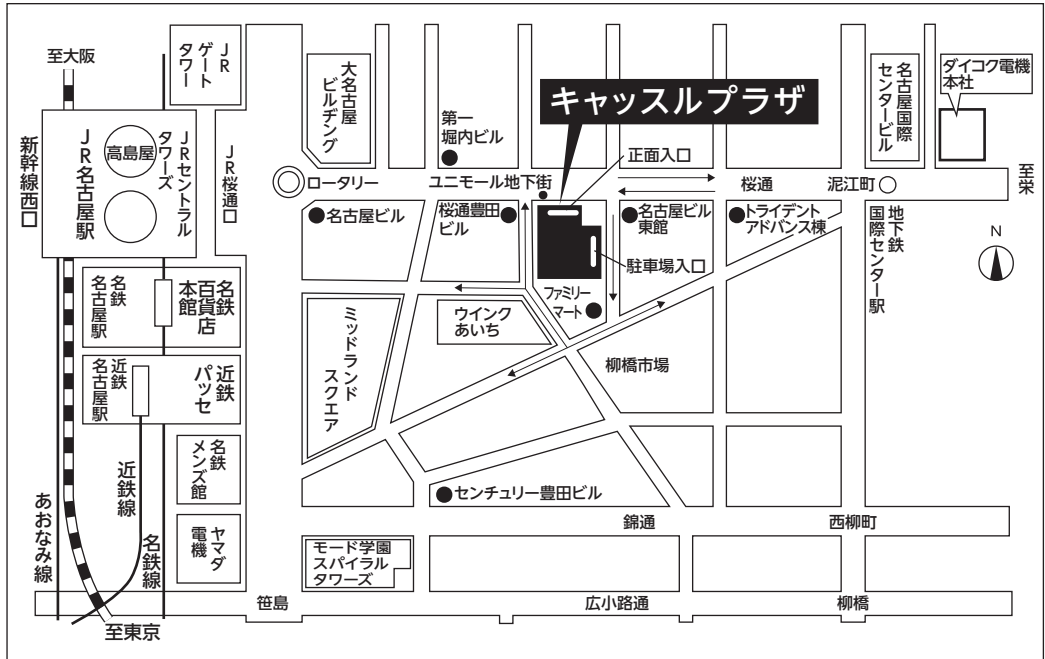 至大阪
JR
ゲート
タワー
大名古屋
ビルヂング
第一
堀内ビル
キャッスルプラザ
正面入口
名古屋国際
センタービル
ダイコク電機
本社
新幹線西口
JR名古屋駅
高島屋
JRセントラル
タワーズ
JR桜通口
ロータリー
ユニモール地下街
桜通
泥江町
至栄
名古屋ビル
桜通豊田
ビル
名古屋ビル
東館
トライデント
アドバンス棟
地下鉄
国際センター駅
N
駐車場入口
ファミリー
マート
名鉄
名古屋駅
名鉄
百貨店
本館
ミッドランド
スクエア
ウインク
あいち
柳橋市場
近鉄
名古屋駅
近鉄
パッセ
名鉄
メンズ館
センチュリー豊田ビル
あおなみ線
近鉄線
名鉄線
ヤマダ
電機
錦通
西柳町
モード学園
スパイラル
タワーズ
笹島
広小路通
柳橋
至東京